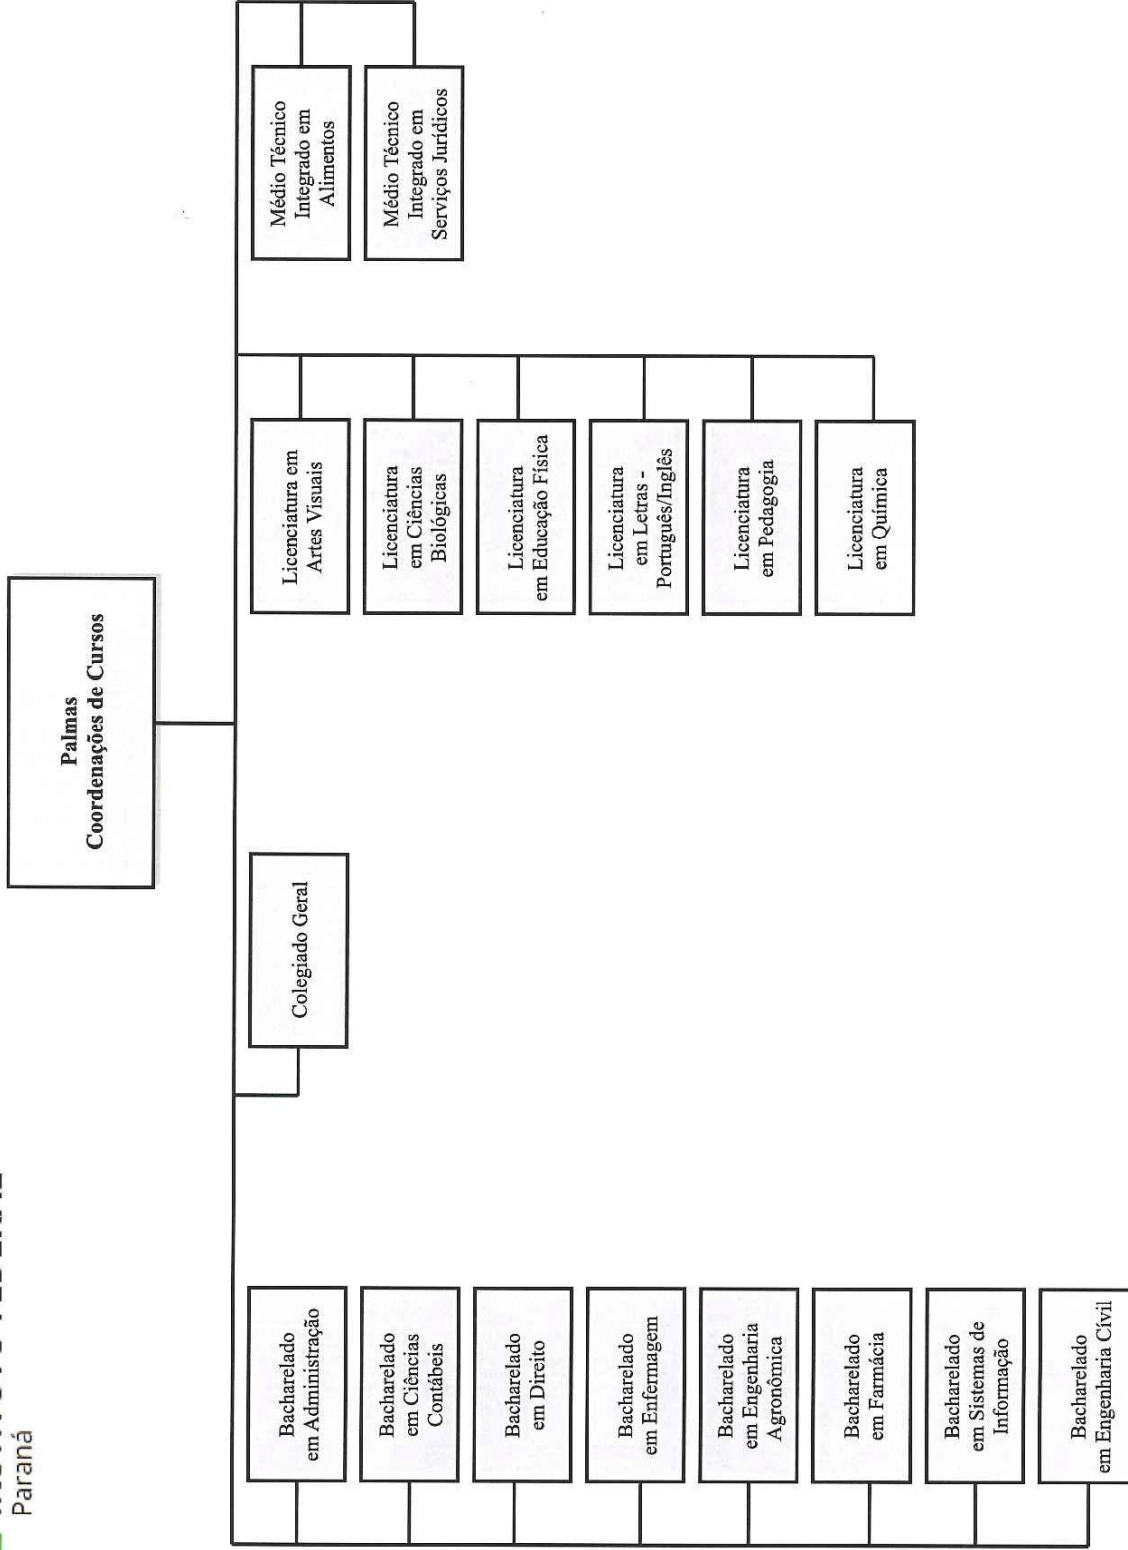 Paraná
Palmas
Coordenações de Cursos
Bacharelado
em Administração
Bacharelado
em Ciências
Contábeis
Bacharelado
em Direito
Bacharelado
em Enfermagem
Bacharelado
em Engenharia
Agronômica
Bacharelado
em Farmácia
Bacharelado
em Sistemas de
Informação
Bacharelado
em Engenharia Cívil
Colegiado Geral
Licenciatura em
Artes Visuais
Licenciatura
em Ciências
Biológicas
Licenciatura
em Educação Física
Licenciatura
em Letras -
Português/Inglês
Licenciatura
em Pedagogia
Licenciatura
em Química
Médio Técnico
Integrado em
Alimentos
Médio Técnico
Integrado em
Serviços Jurídicos